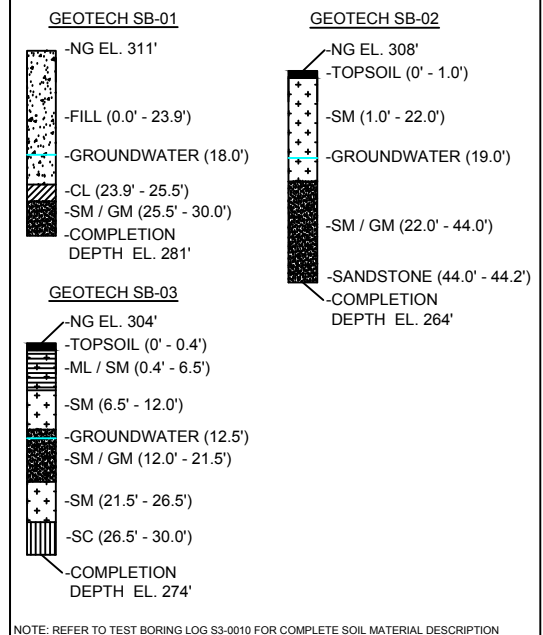 GEOTECH SB-01
-NG EL. 311'
-FILL (0.0' - 23.9')
-GROUNDWATER (18.0')
-CL (23.9' - 25.5')
-SM / GM (25.5' - 30.0')
-COMPLETION
DEPTH EL. 281'
GEOTECH SB-02
-NG EL. 308'
-TOPSOIL (0' - 1.0')
-SM (1.0' - 22.0')
-GROUNDWATER (19.0')
-SM / GM (22.0' - 44.0')
-SANDSTONE (44.0' - 44.2')
-COMPLETION
DEPTH EL. 264'
GEOTECH SB-03
-NG EL. 304'
-TOPSOIL (0' - 0.4')
-ML / SM (0.4' - 6.5')
-SM (6.5' - 12.0')
-GROUNDWATER (12.5')
-SM / GM (12.0' - 21.5')
-SM (21.5' - 26.5')
-SC (26.5' - 30.0')
-COMPLETION
DEPTH EL. 274'
NOTE: REFER TO TEST BORING LOG S3-0010 FOR COMPLETE SOIL MATERIAL DESCRIPTION